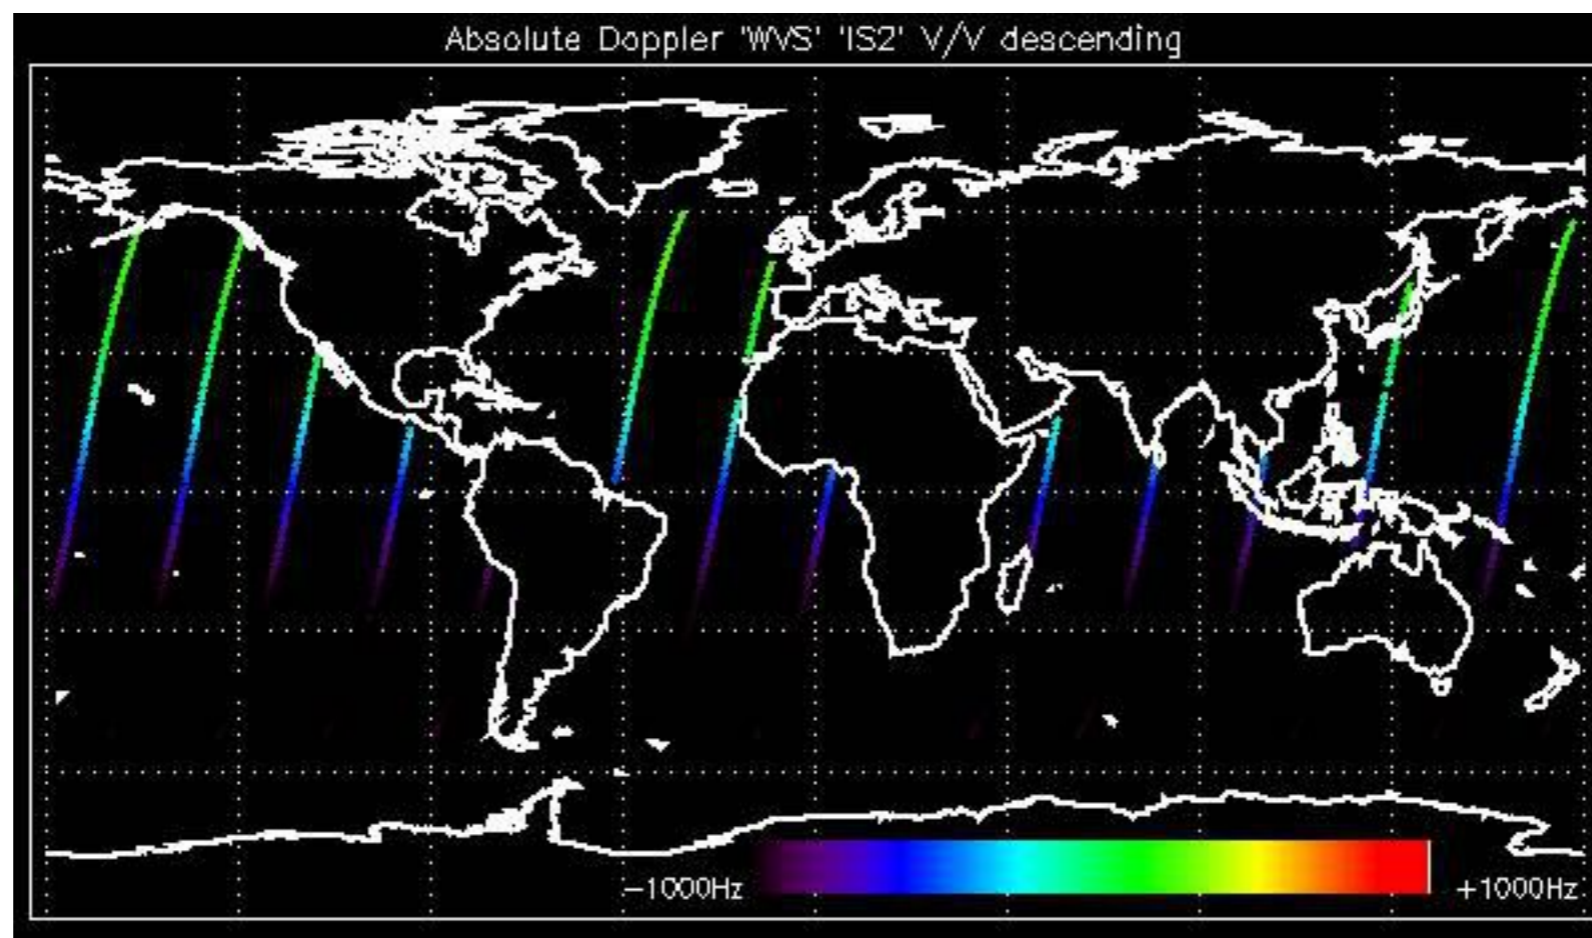 Absolute Doppler 'WVS' 'IS2' V/V descending
−1000Hz
+1000Hz